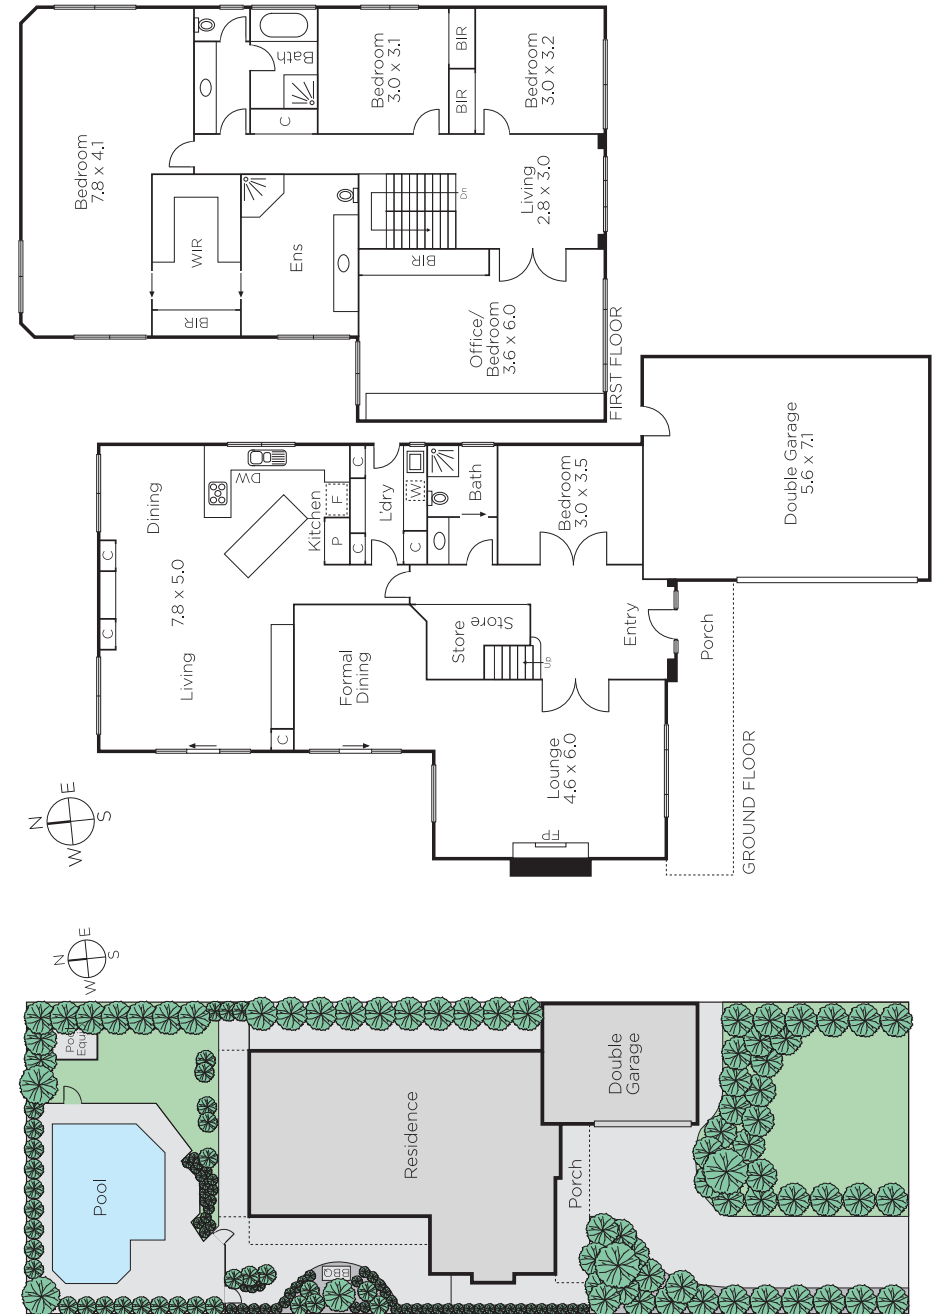 Bedroom
7.8 x 4.1
Bath
C
Bedroom
3.0 x 3.1
BIR
BIR
Bedroom
3.0 x 3.2
WIR
BIR
Ens
Dn
Living
2.8 x 3.0
BIR
Office/
Bedroom
3.6 x 6.0
FIRST FLOOR
Dining
7.8 x 5.0
Living
C
C
C
DW
Kitchen
F
P
C
C
L'dry
W
C
Bath
Bedroom
3.0 x 3.5
Double Garage
5.6 x 7.1
Formal
Dining
Store
Store
Up
Entry
Porch
Lounge
4.6 x 6.0
FP
GROUND FLOOR
N
E
S
W
N
E
S
W
Pool
Residence
Double
Garage
Porch
BBQ
Pool